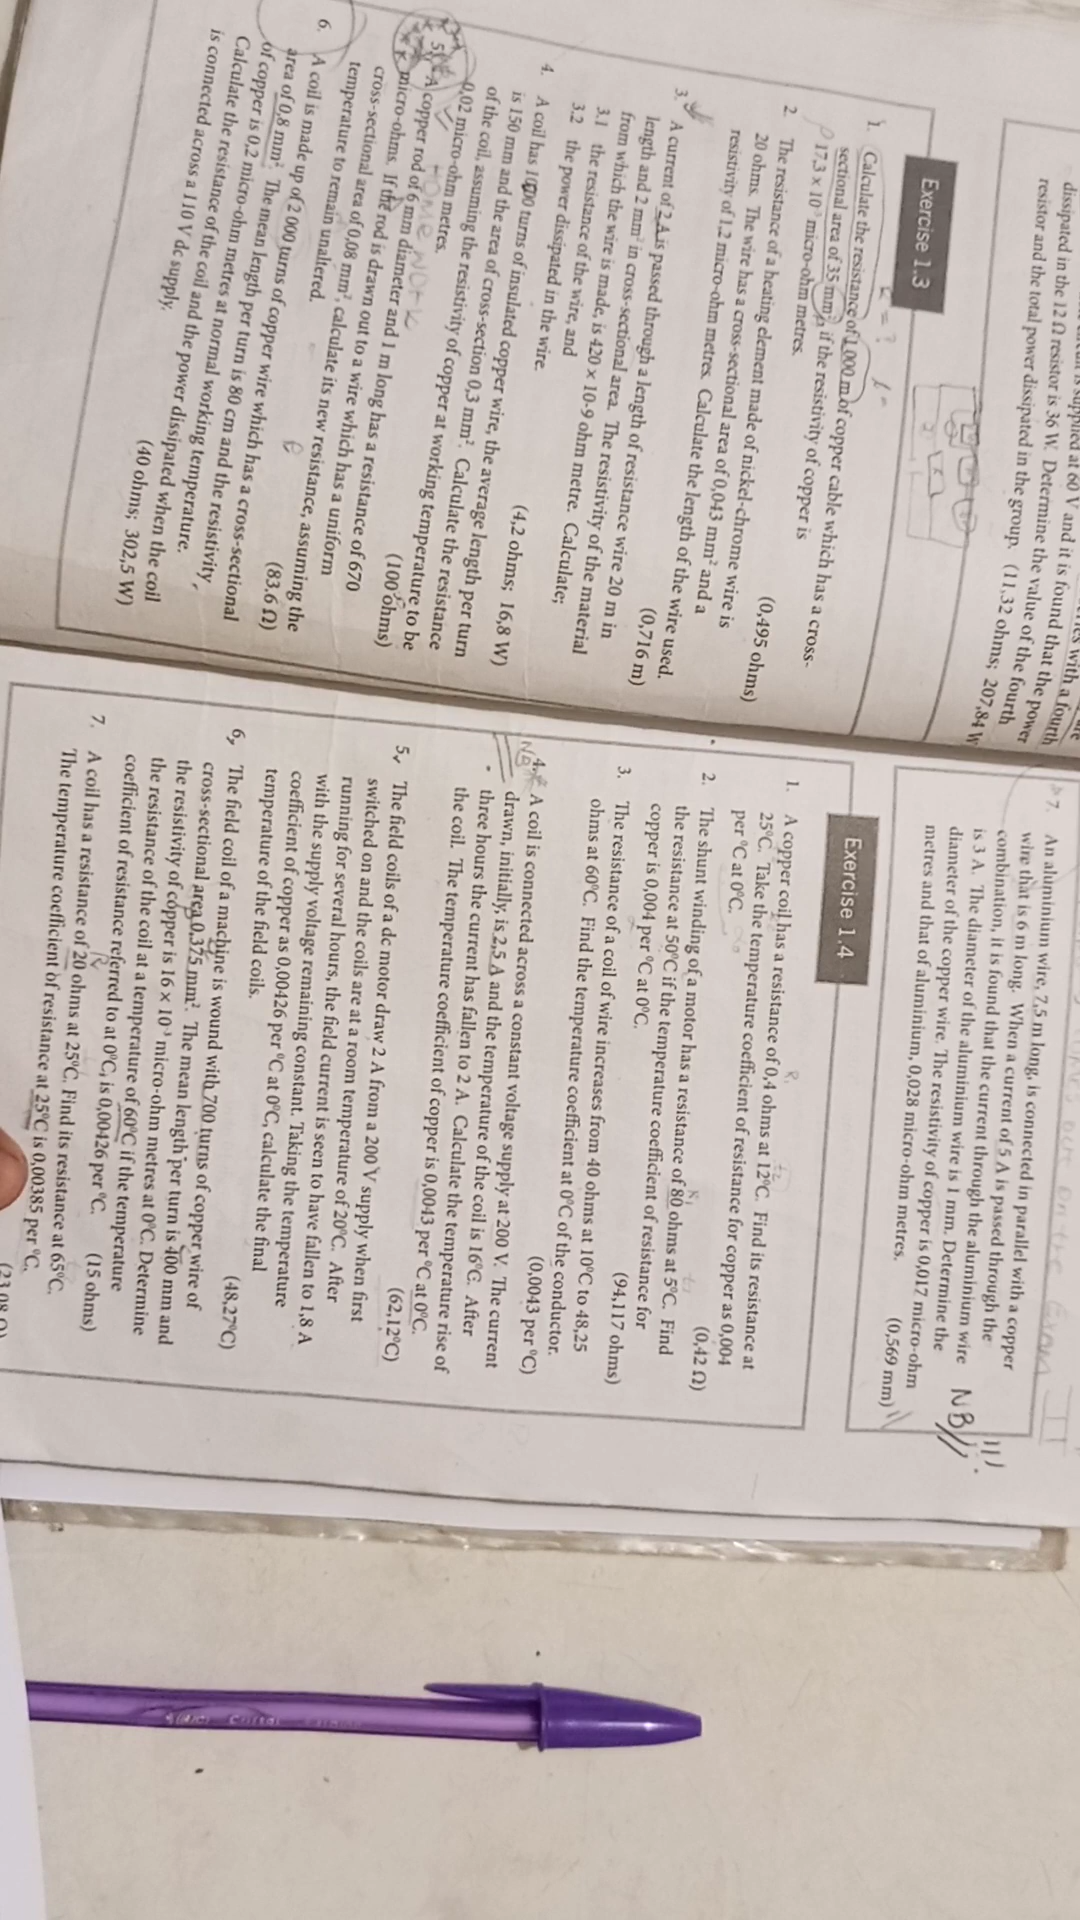 dissipated in the 12 Ω resistor is 36 W. Determine the value of the fourth
resistor and the total power dissipated in the group. (11,32 ohms; 207,84 W
Exercise 1.3
1. Calculate the resistance of 1 000 m of copper cable which has a cross-
sectional area of 35 mm² if the resistivity of copper is
17,3 x 10⁻³ micro-ohm metres.
(0,495 ohms)
2. The resistance of a heating element made of nickel-chrome wire is
20 ohms. The wire has a cross-sectional area of 0,043 mm² and a
resistivity of 1,2 micro-ohm metres. Calculate the length of the wire used.
(0,716 m)
3. A current of 2 A is passed through a length of resistance wire 20 m in
length and 2 mm² in cross-sectional area. The resistivity of the material
from which the wire is made, is 420 x 10-9 ohm metre. Calculate;
3.1 the resistance of the wire, and
3.2 the power dissipated in the wire.
(4,2 ohms; 16,8 W)
4. A coil has 1000 turns of insulated copper wire, the average length per turn
is 150 mm and the area of cross-section 0,3 mm². Calculate the resistance
of the coil, assuming the resistivity of copper at working temperature to be
0,02 micro-ohm metres.
(100 ohms)
HOMEWORK
5. A copper rod of 6 mm diameter and 1 m long has a resistance of 670
micro-ohms. If the rod is drawn out to a wire which has a uniform
cross-sectional area of 0,08 mm², calculate its new resistance, assuming the
temperature to remain unaltered.
(83.6 Ω)
6. A coil is made up of 2 000 turns of copper wire which has a cross-sectional
area of 0,8 mm². The mean length per turn is 80 cm and the resistivity
of copper is 0,2 micro-ohm metres at normal working temperature.
Calculate the resistance of the coil and the power dissipated when the coil
is connected across a 110 V dc supply.
(40 ohms; 302,5 W)
7. An aluminium wire, 7,5 m long, is connected in parallel with a copper
wire that is 6 m long. When a current of 5 A is passed through the
combination, it is found that the current through the aluminium wire
is 3 A. The diameter of the aluminium wire is 1 mm. Determine the
diameter of the copper wire. The resistivity of copper is 0,017 micro-ohm
metres and that of aluminium, 0,028 micro-ohm metres.
(0,569 mm)
NB
Exercise 1.4
1. A copper coil has a resistance of 0,4 ohms at 12°C. Find its resistance at
25°C. Take the temperature coefficient of resistance for copper as 0,004
per °C at 0°C.
(0,42 Ω)
2. The shunt winding of a motor has a resistance of 80 ohms at 5°C. Find
the resistance at 50°C if the temperature coefficient of resistance for
copper is 0,004 per °C at 0°C.
(94,117 ohms)
3. The resistance of a coil of wire increases from 40 ohms at 10°C to 48,25
ohms at 60°C. Find the temperature coefficient at 0°C of the conductor.
(0,0043 per °C)
NB
4. A coil is connected across a constant voltage supply at 200 V. The current
drawn, initially, is 2,5 A and the temperature of the coil is 16°C. After
three hours the current has fallen to 2 A. Calculate the temperature rise of
the coil. The temperature coefficient of copper is 0,0043 per °C at 0°C.
(62,12°C)
5. The field coils of a dc motor draw 2 A from a 200 V supply when first
switched on and the coils are at a room temperature of 20°C. After
running for several hours, the field current is seen to have fallen to 1,8 A
with the supply voltage remaining constant. Taking the temperature
coefficient of copper as 0,00426 per °C at 0°C, calculate the final
temperature of the field coils.
(48,27°C)
6. The field coil of a machine is wound with 700 turns of copper wire of
cross-sectional area 0,375 mm². The mean length per turn is 400 mm and
the resistivity of copper is 16 x 10³ micro-ohm metres at 0°C. Determine
the resistance of the coil at a temperature of 60°C if the temperature
coefficient of resistance referred to at 0°C, is 0,00426 per °C.
(15 ohms)
7. A coil has a resistance of 20 ohms at 25°C. Find its resistance at 65°C.
The temperature coefficient of resistance at 25°C is 0,00385 per °C.